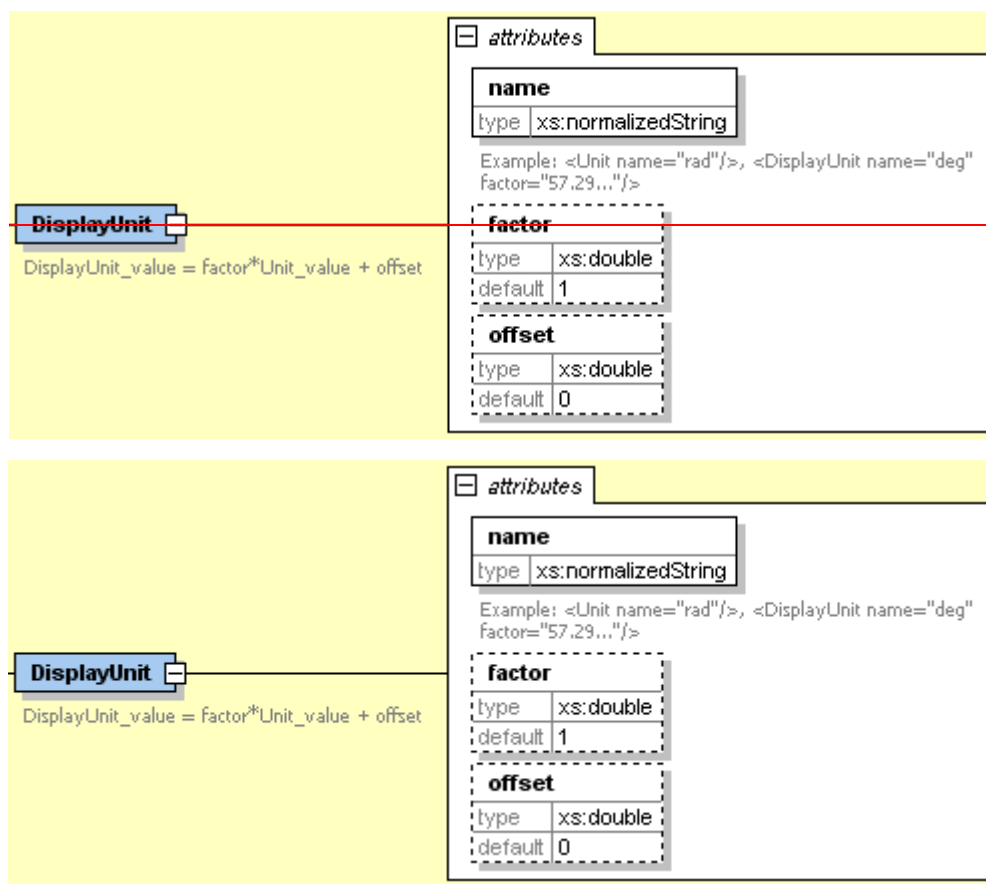 attributes
name
type xs:normalizedString
Example: <Unit name="rad"/>, <DisplayUnit name="deg"
factor="57.29..."/>
DisplayUnit
DisplayUnit_value = factor*Unit_value + offset
factor
type xs:double
default 1
offset
type xs:double
default 0
attributes
name
type xs:normalizedString
Example: <Unit name="rad"/>, <DisplayUnit name="deg"
factor="57.29..."/>
DisplayUnit
DisplayUnit_value = factor*Unit_value + offset
factor
type xs:double
default 1
offset
type xs:double
default 0